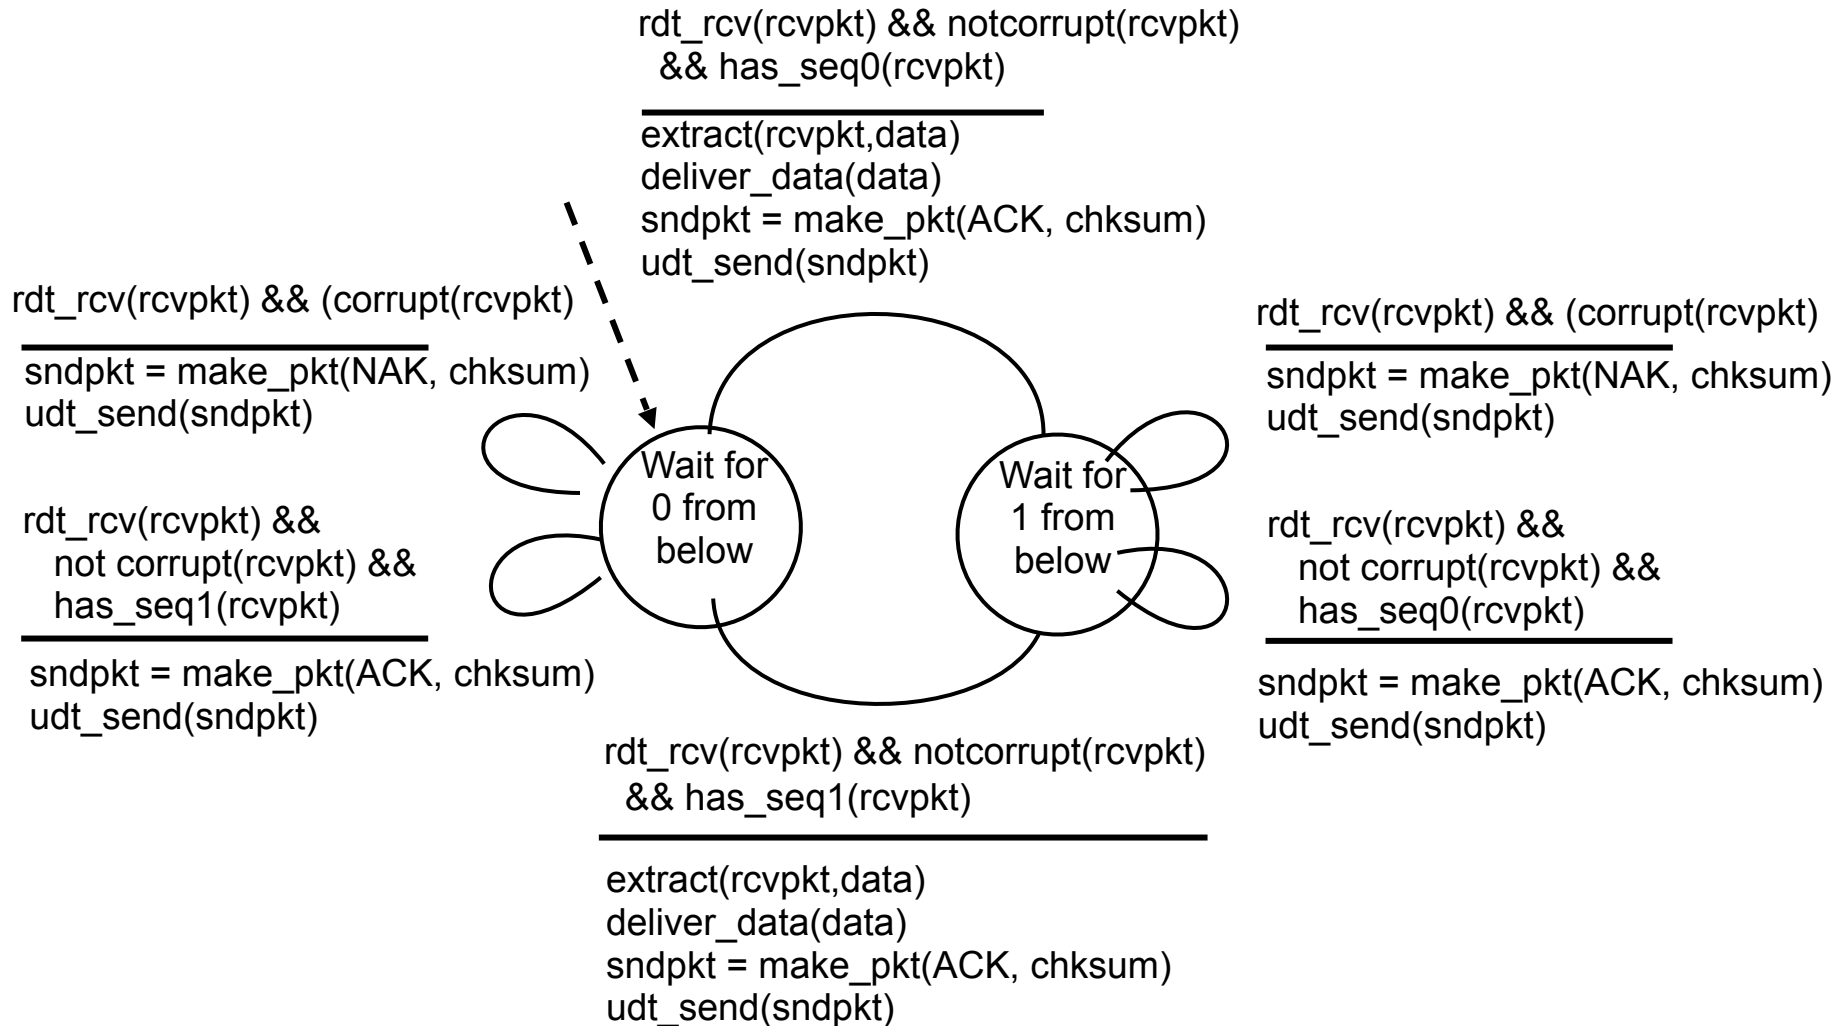 rdt_rcv(rcvpkt) && notcorrupt(rcvpkt)
&& has_seq0(rcvpkt)
extract(rcvpkt,data)
deliver_data(data)
sndpkt = make_pkt(ACK, chksum)
udt_send(sndpkt)
rdt_rcv(rcvpkt) && (corrupt(rcvpkt)
sndpkt = make_pkt(NAK, chksum)
udt_send(sndpkt)
rdt_rcv(rcvpkt) &&
not corrupt(rcvpkt) &&
has_seq1(rcvpkt)
sndpkt = make_pkt(ACK, chksum)
udt_send(sndpkt)
Wait for
0 from
below
Wait for
1 from
below
rdt_rcv(rcvpkt) && (corrupt(rcvpkt)
sndpkt = make_pkt(NAK, chksum)
udt_send(sndpkt)
rdt_rcv(rcvpkt) &&
not corrupt(rcvpkt) &&
has_seq0(rcvpkt)
sndpkt = make_pkt(ACK, chksum)
udt_send(sndpkt)
rdt_rcv(rcvpkt) && notcorrupt(rcvpkt)
&& has_seq1(rcvpkt)
extract(rcvpkt,data)
deliver_data(data)
sndpkt = make_pkt(ACK, chksum)
udt_send(sndpkt)